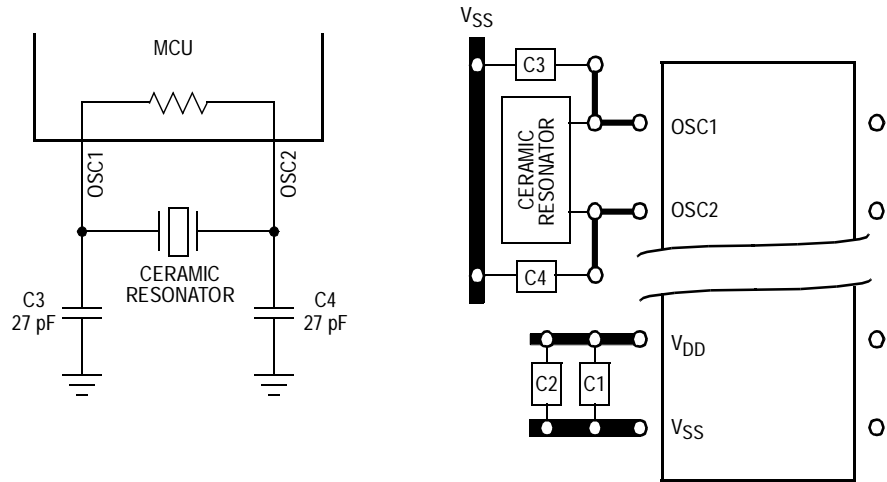 MCU
OSC1
OSC2
CERAMIC
RESONATOR
C3
27 pF
C4
27 pF
VSS
C3
CERAMIC
RESONATOR
C4
OSC1
OSC2
C2
C1
VDD
VSS